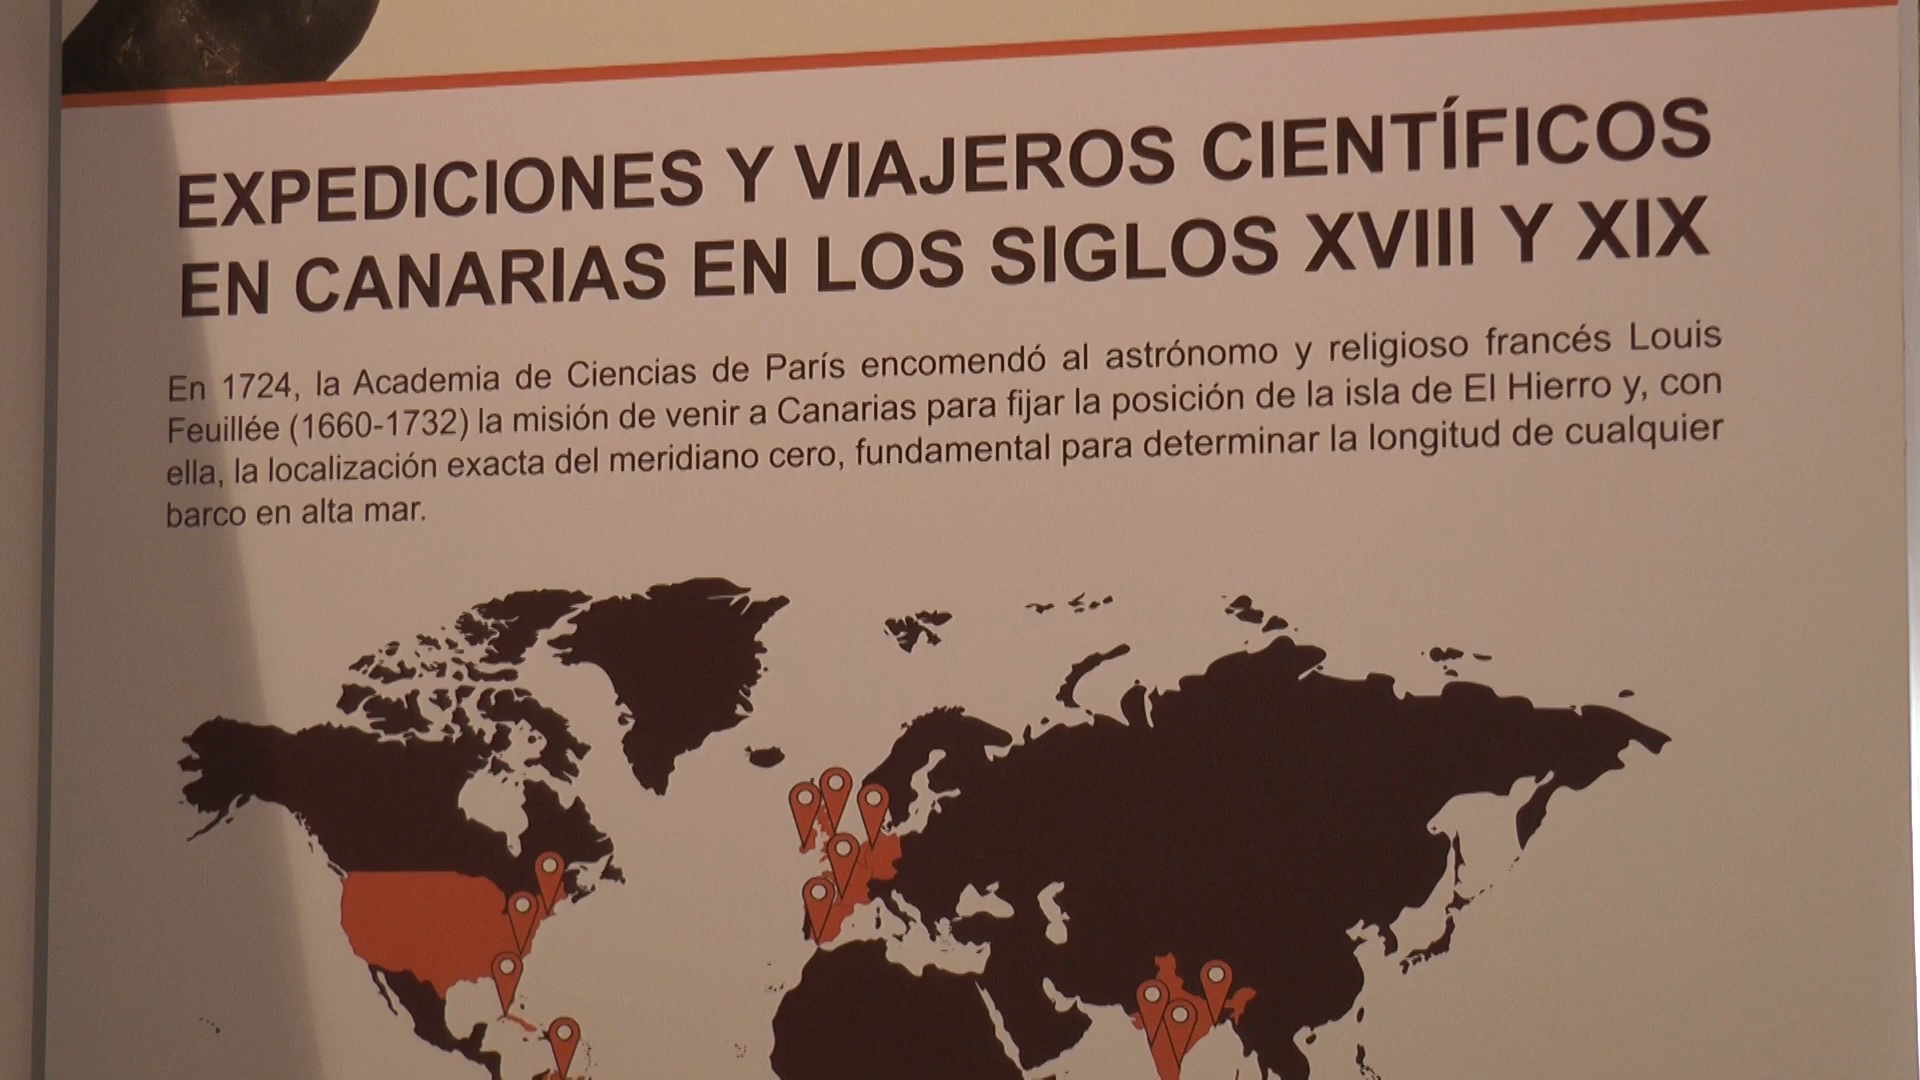 EXPEDICIONES Y VIAJEROS CIENTÍFICOS
EN CANARIAS EN LOS SIGLOS XVIII Y XIX
En 1724, la Academia de Ciencias de París encomendó al astrónomo y religioso francés Louis
Feuillée (1660-1732) la misión de venir a Canarias para fijar la posición de la isla de El Hierro y, con
ella, la localización exacta del meridiano cero, fundamental para determinar la longitud de cualquier
barco en alta mar.